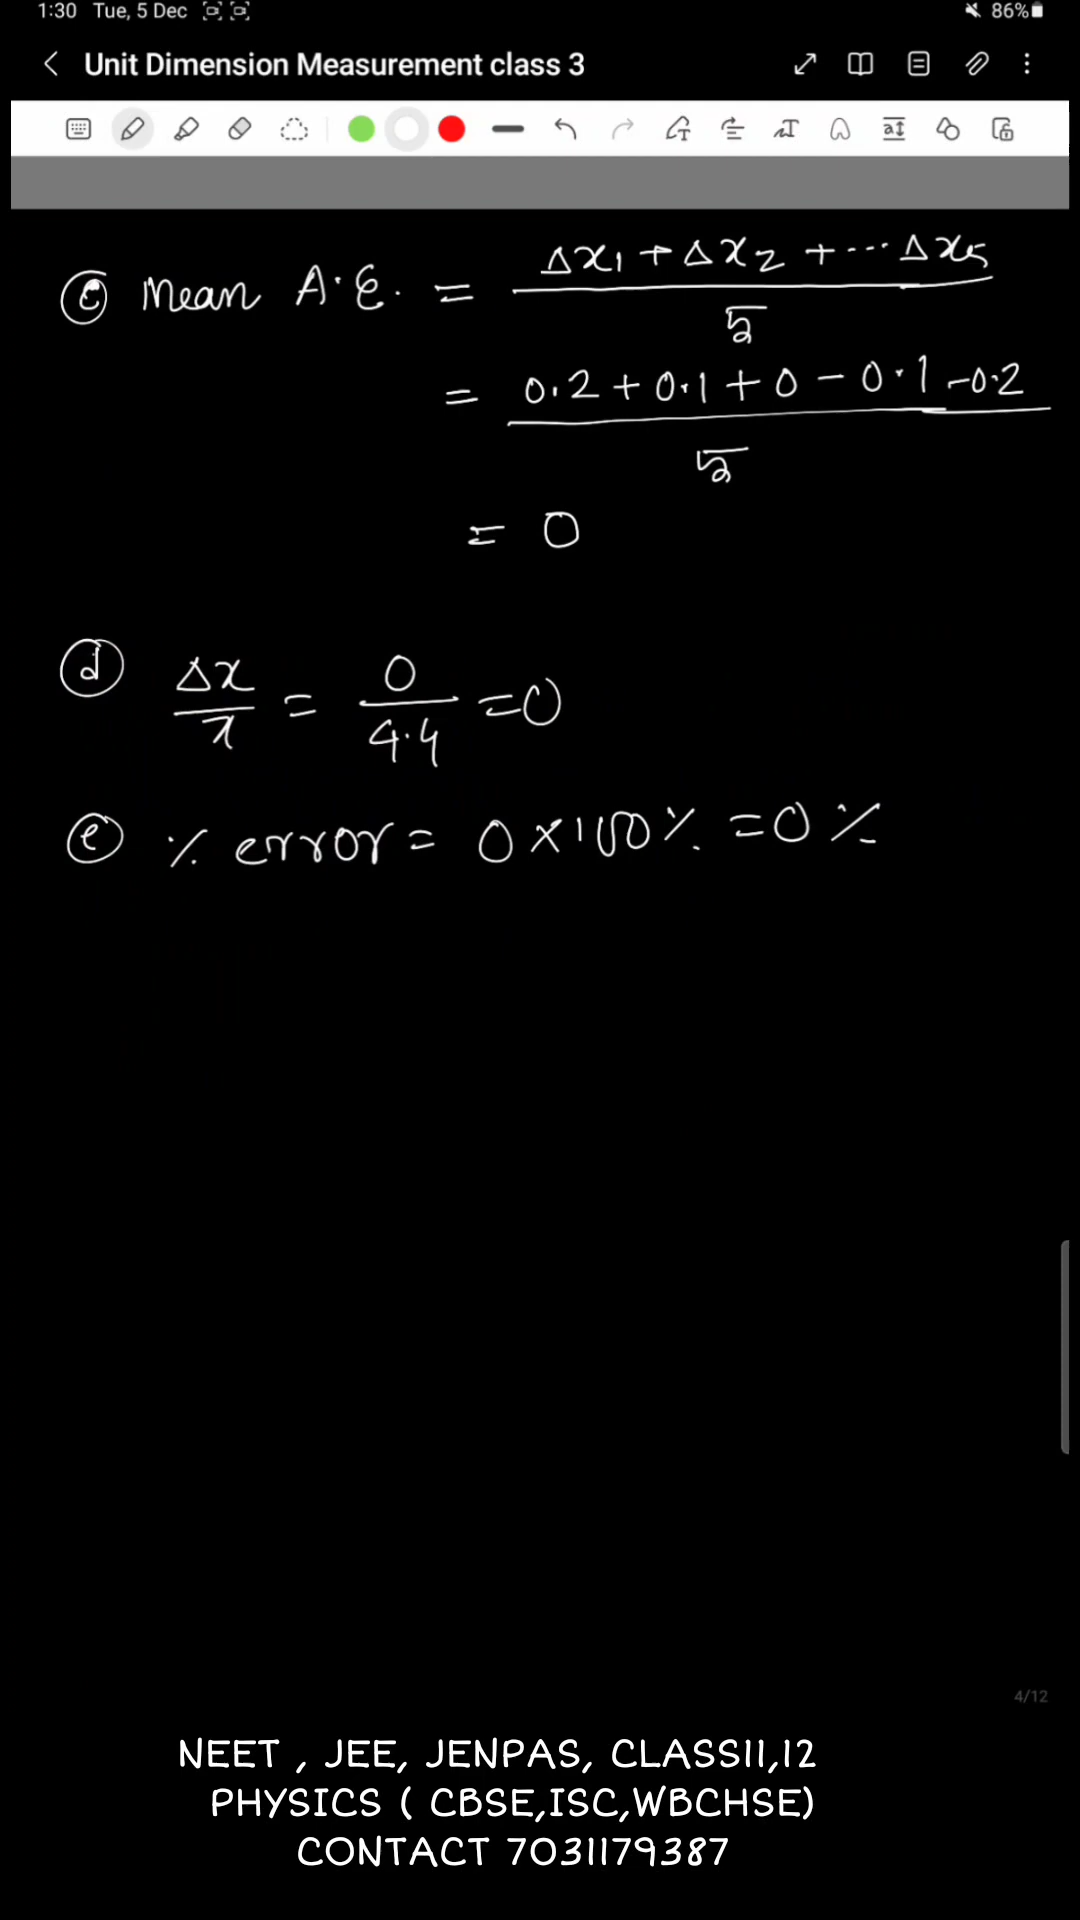 1:30 Tue, 5 Dec 86%
Unit Dimension Measurement class 3
ⓒ Mean A.E. = (Δx₁ + Δx₂ + ... Δx₅) / 5
= (0.2 + 0.1 + 0 - 0.1 - 0.2) / 5
= 0
ⓓ Δx / x = 0 / 4.4 = 0
ⓔ % error = 0 × 100% = 0 %
4/12
NEET , JEE, JENPAS, CLASS11,12
PHYSICS ( CBSE,ISC,WBCHSE)
CONTACT 7031179387